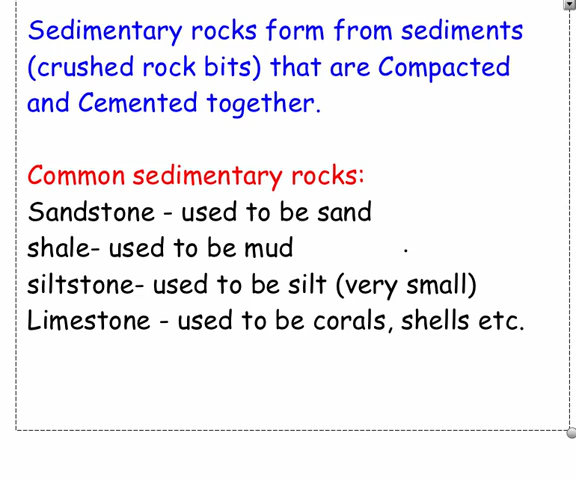 Sedimentary rocks form from sediments
(crushed rock bits) that are Compacted
and Cemented together.
Common sedimentary rocks:
Sandstone - used to be sand
shale- used to be mud
siltstone- used to be silt (very small)
Limestone - used to be corals, shells etc.